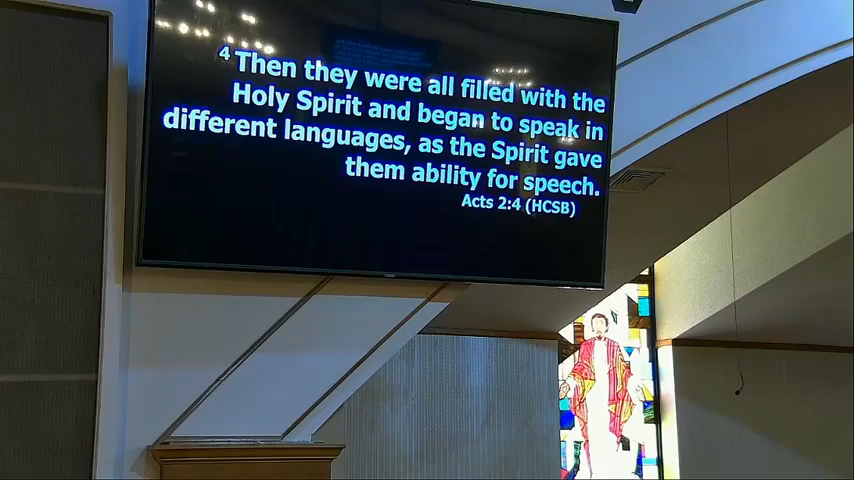 4 Then they were all filled with the
Holy Spirit and began to speak in
different languages, as the Spirit gave
them ability for speech.
Acts 2:4 (HCSB)